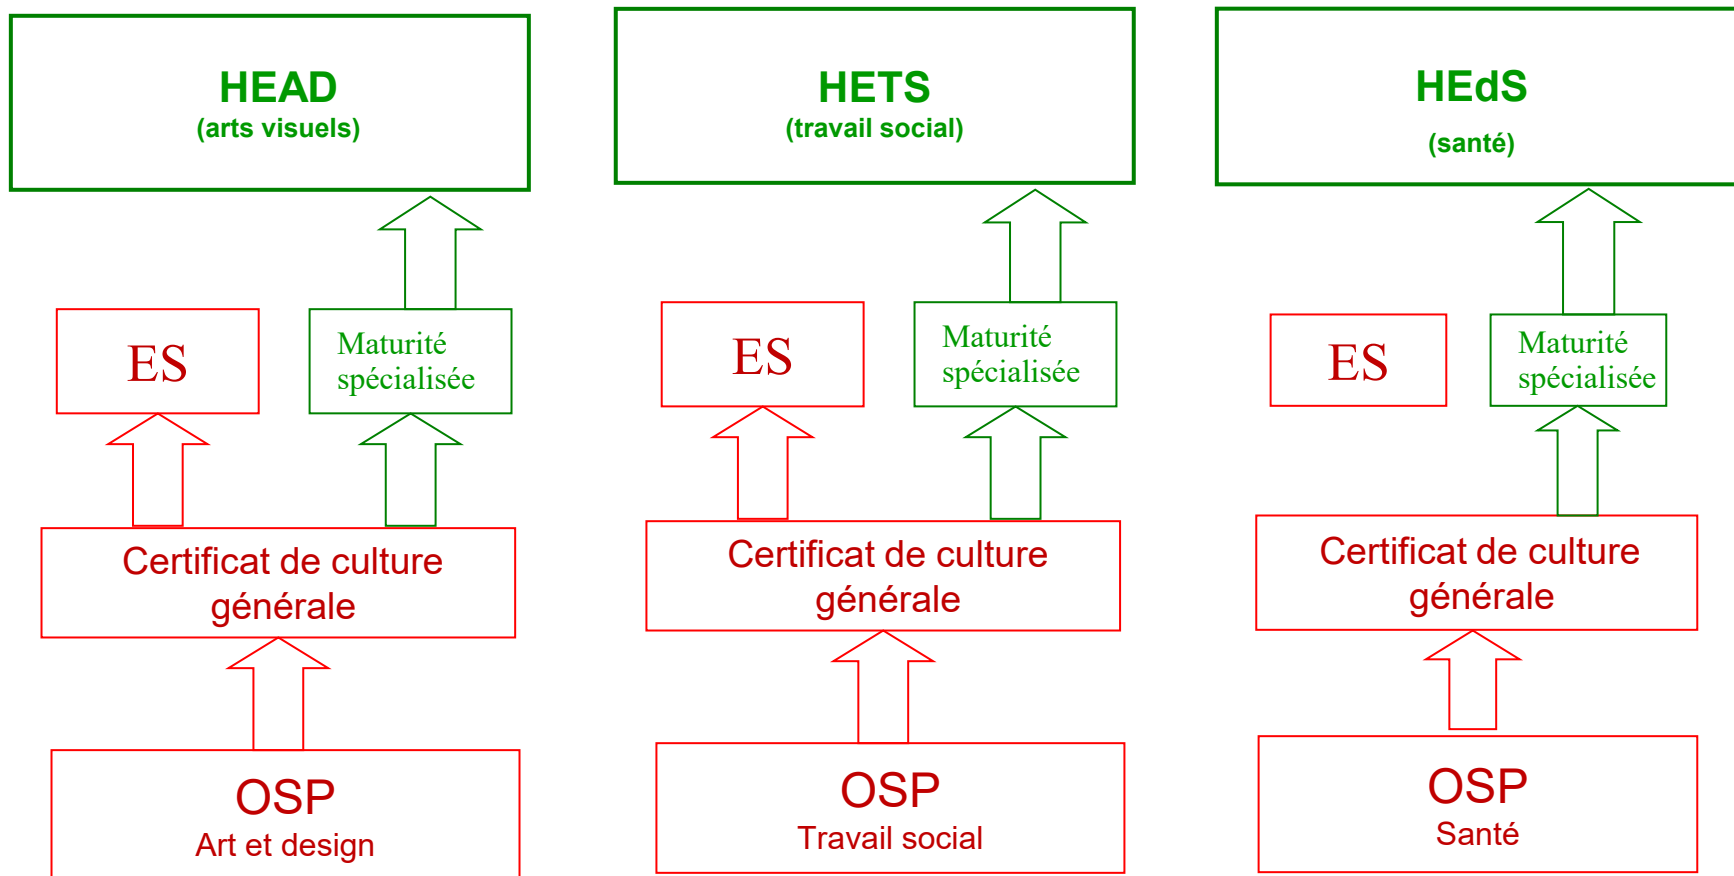 HEAD
(arts visuels)
HETS
(travail social)
HEdS
(santé)
ES
Maturité
spécialisée
ES
Maturité
spécialisée
ES
Maturité
spécialisée
Certificat de culture
générale
Certificat de culture
générale
Certificat de culture
générale
OSP
Art et design
OSP
Travail social
OSP
Santé